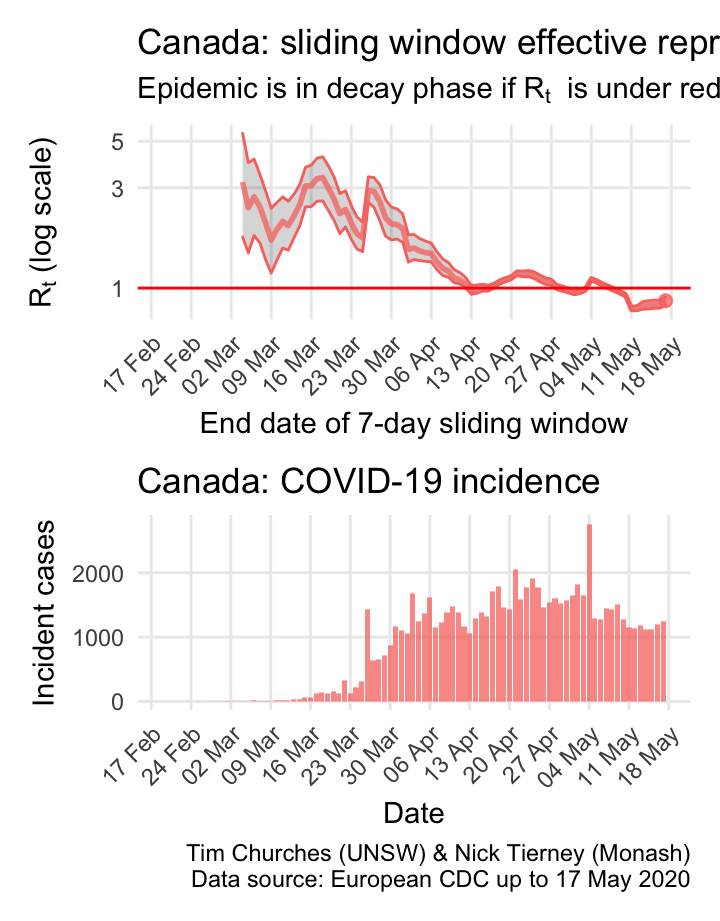 Canada: sliding window effective repr
Epidemic is in decay phase if Rt is under red
Rt (log scale)
5
3
1
17 Feb
24 Feb
02 Mar
09 Mar
16 Mar
23 Mar
30 Mar
06 Apr
13 Apr
20 Apr
27 Apr
04 May
11 May
18 May
End date of 7-day sliding window
Canada: COVID-19 incidence
Incident cases
2000
1000
0
17 Feb
24 Feb
02 Mar
09 Mar
16 Mar
23 Mar
30 Mar
06 Apr
13 Apr
20 Apr
27 Apr
04 May
11 May
18 May
Date
Tim Churches (UNSW) & Nick Tierney (Monash)
Data source: European CDC up to 17 May 2020